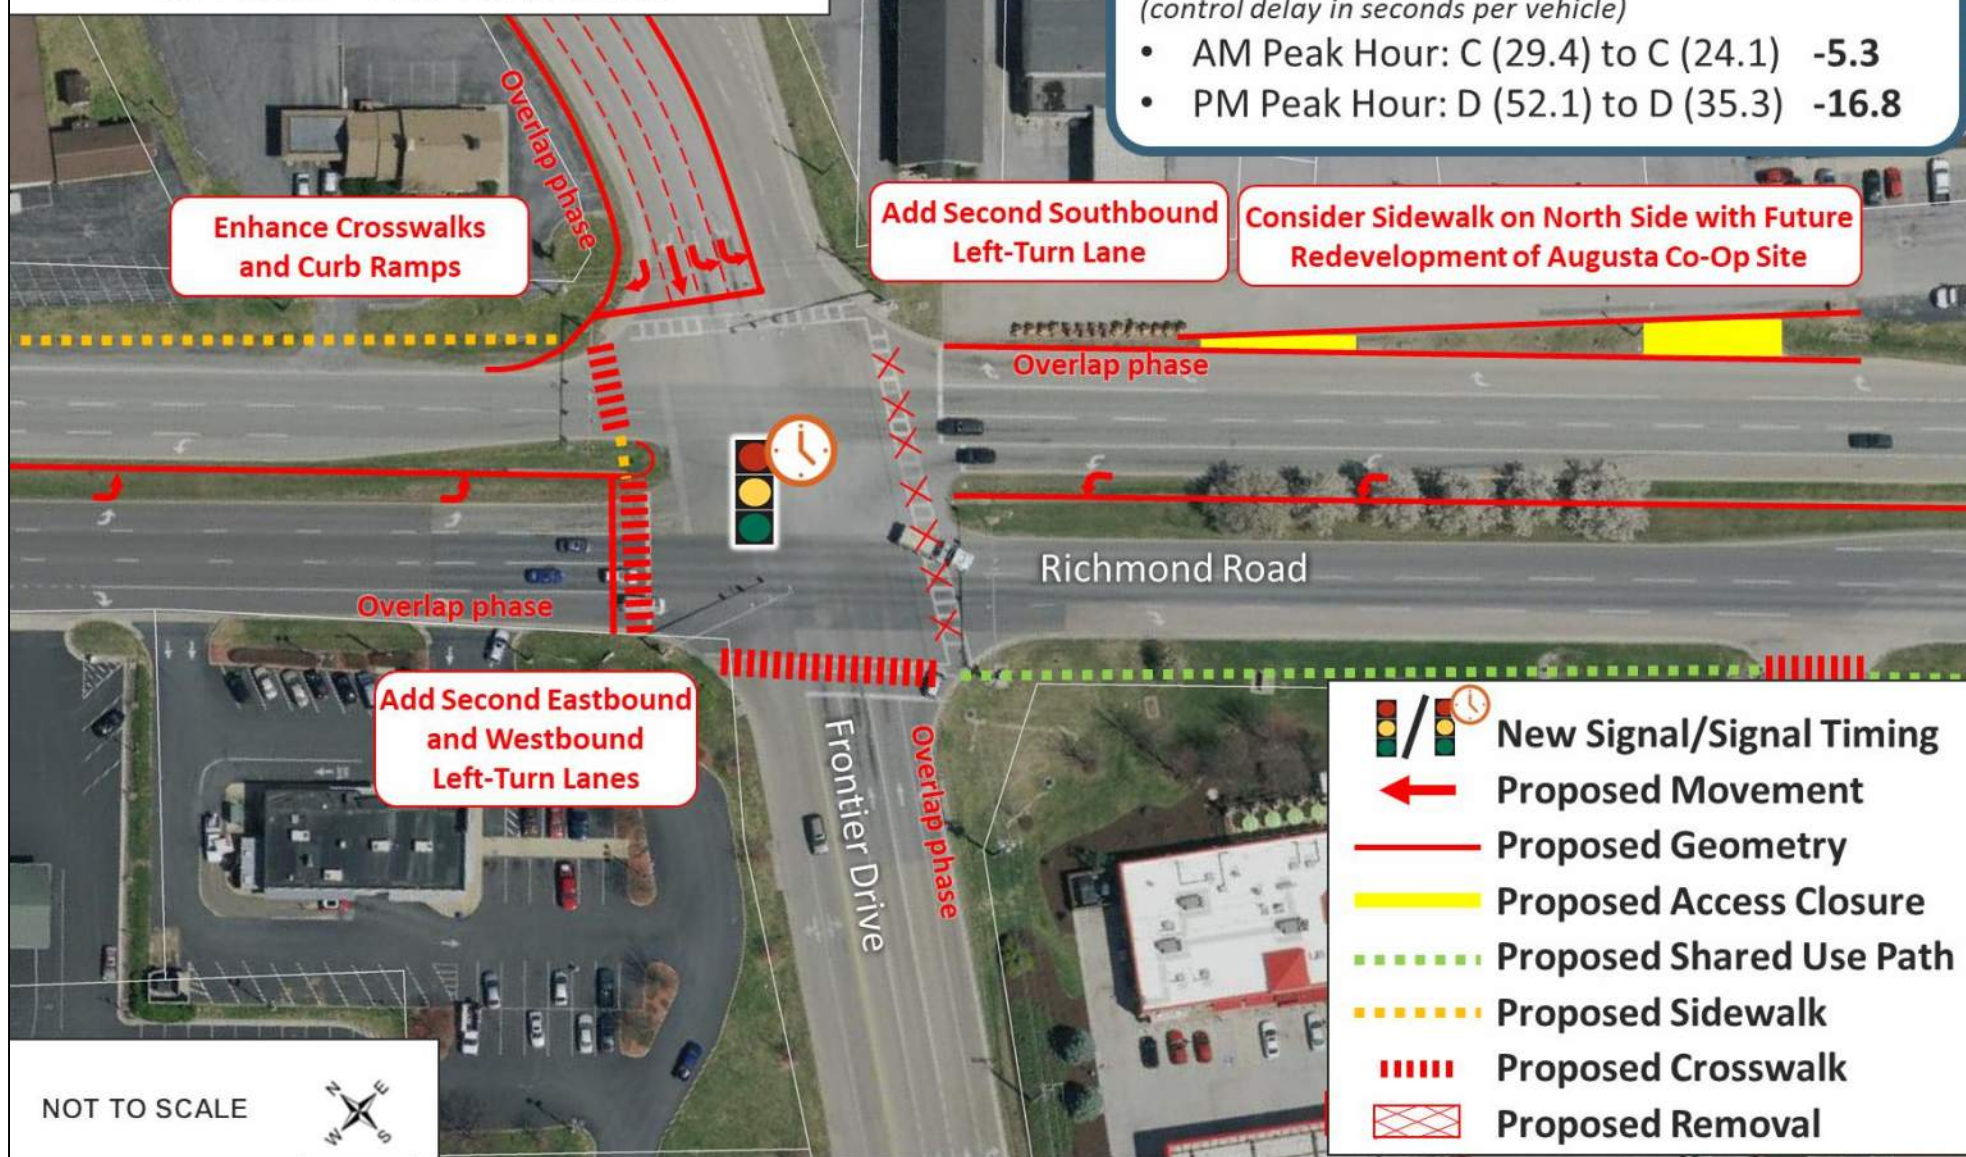 (control delay in seconds per vehicle)
• AM Peak Hour: C (29.4) to C (24.1) -5.3
• PM Peak Hour: D (52.1) to D (35.3) -16.8
Overlap phase
Enhance Crosswalks
and Curb Ramps
Add Second Southbound
Left-Turn Lane
Consider Sidewalk on North Side with Future
Redevelopment of Augusta Co-Op Site
Overlap phase
Richmond Road
Overlap phase
Add Second Eastbound
and Westbound
Left-Turn Lanes
Frontier Drive
Overlap phase
New Signal/Signal Timing
Proposed Movement
Proposed Geometry
Proposed Access Closure
Proposed Shared Use Path
Proposed Sidewalk
Proposed Crosswalk
Proposed Removal
NOT TO SCALE
N
E
W
S